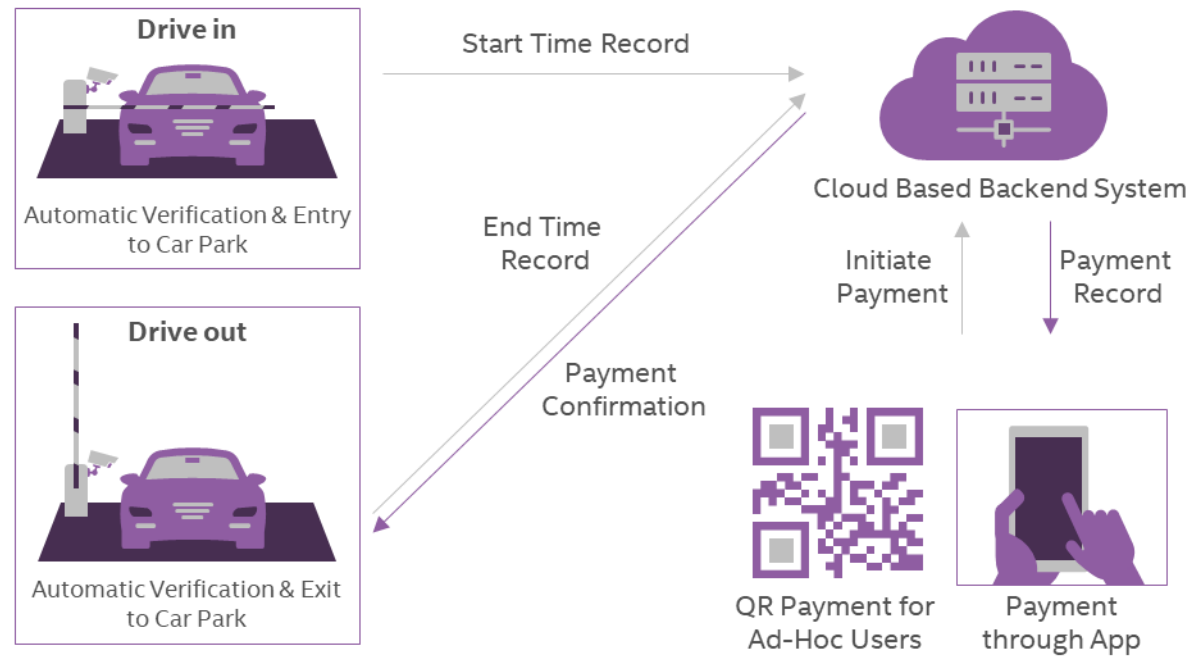 Drive in
Automatic Verification & Entry
to Car Park
Start Time Record
Cloud Based Backend System
End Time
Record
Initiate
Payment
Payment
Record
Drive out
Automatic Verification & Exit
to Car Park
Payment
Confirmation
QR Payment for
Ad-Hoc Users
Payment
through App